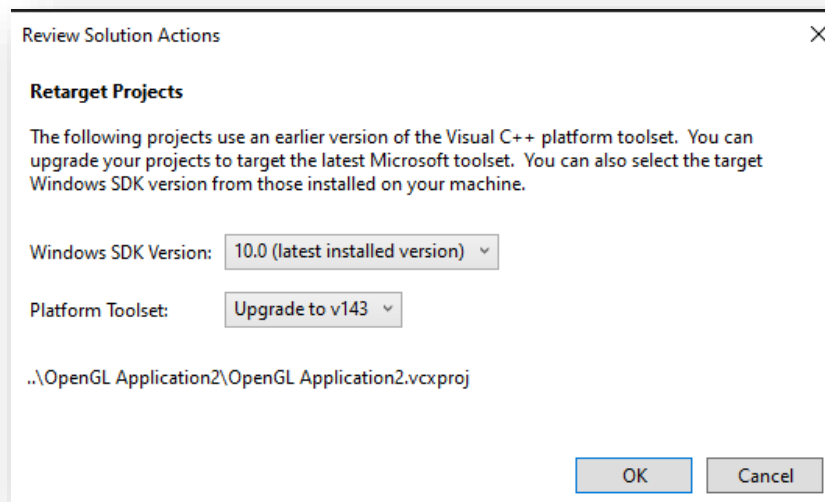 Review Solution Actions
Retarget Projects
The following projects use an earlier version of the Visual C++ platform toolset. You can
upgrade your projects to target the latest Microsoft toolset. You can also select the target
Windows SDK version from those installed on your machine.
Windows SDK Version: 10.0 (latest installed version)
Platform Toolset: Upgrade to v143
..\OpenGL Application2\OpenGL Application2.vcxproj
OK Cancel